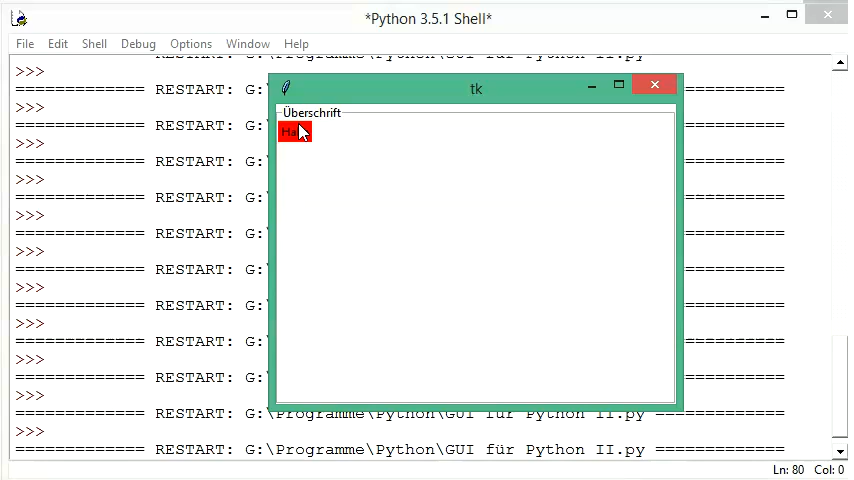 *Python 3.5.1 Shell*
File Edit Shell Debug Options Window Help
>>>
============= RESTART: G:\ ===========
>>>
============= RESTART: G:\ ===========
>>>
============= RESTART: G:\ ===========
>>>
============= RESTART: G:\ ===========
>>>
============= RESTART: G:\ ===========
>>>
============= RESTART: G:\ ===========
>>>
============= RESTART: G:\ ===========
>>>
============= RESTART: G:\ ===========
>>>
============= RESTART: G:\ ===========
>>>
============= RESTART: G:\Programme\Python\GUI für Python II.py =============
>>>
============= RESTART: G:\Programme\Python\GUI für Python II.py =============
tk
Überschrift
Ln: 80 Col: 0